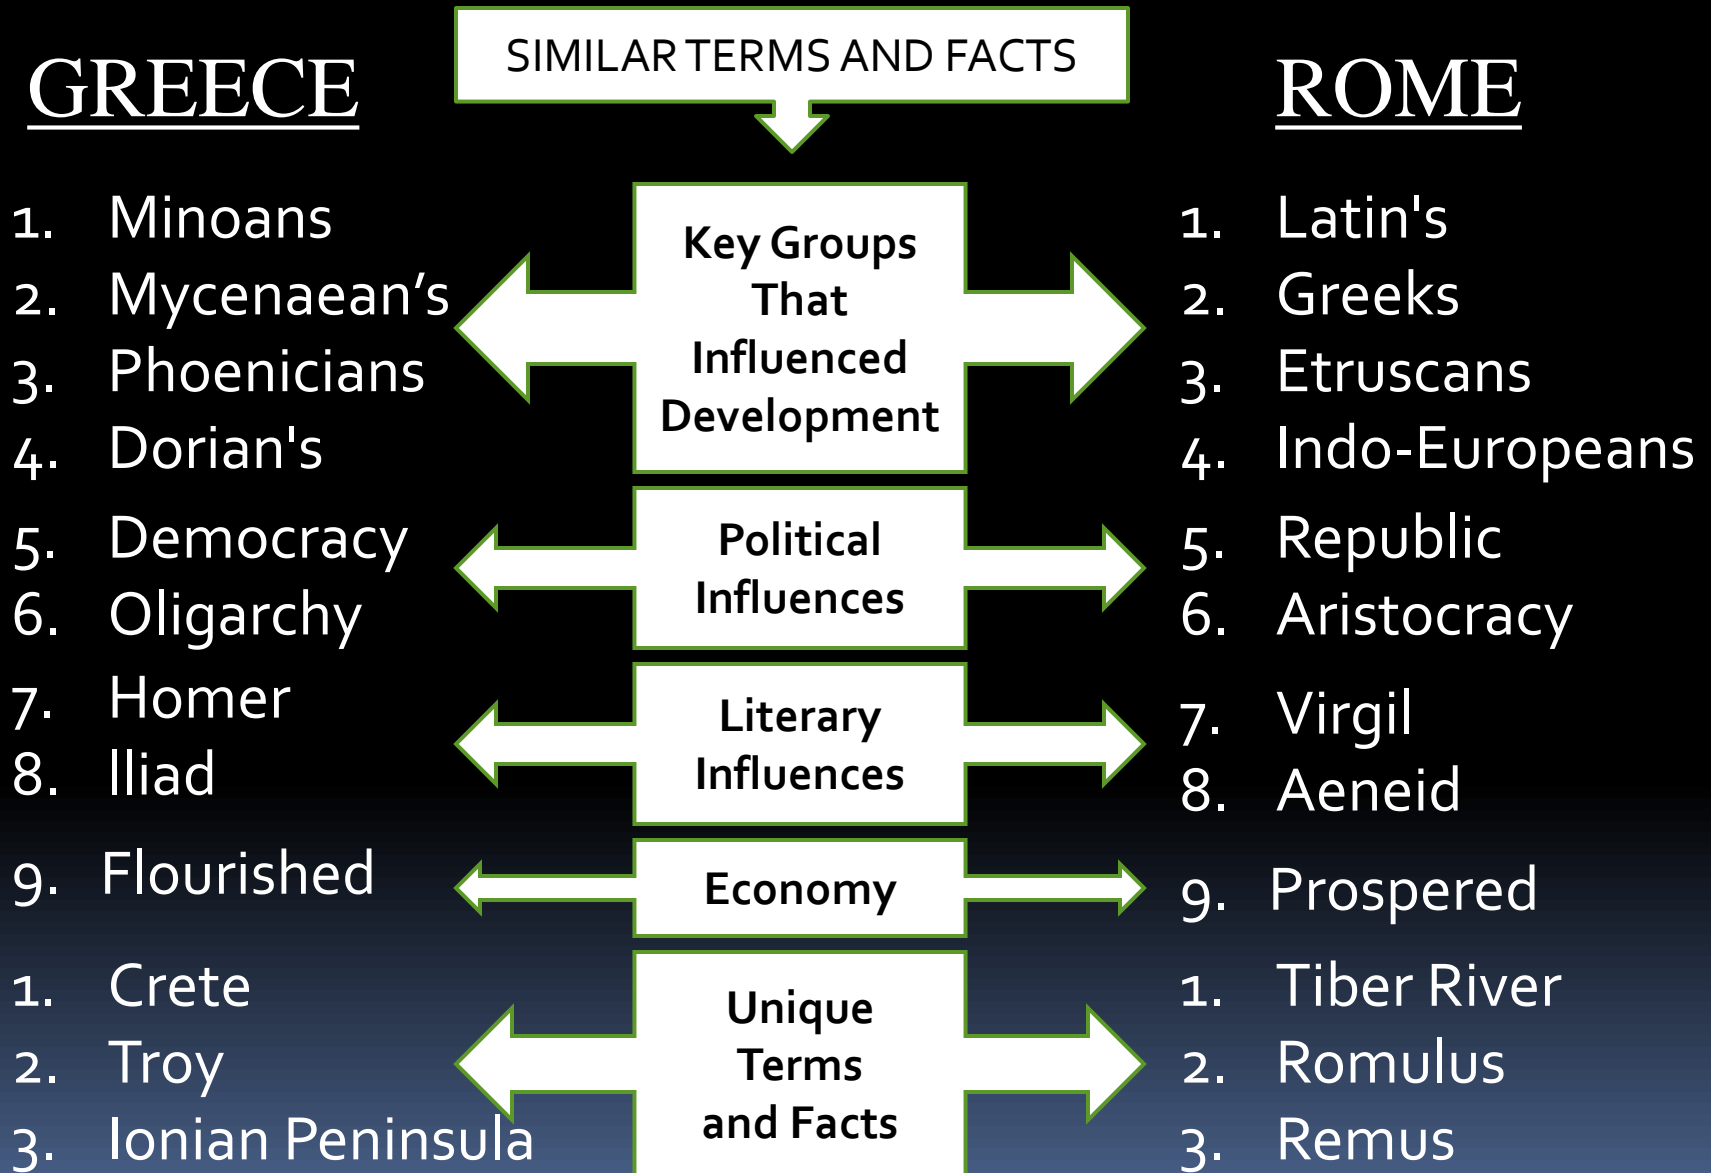 SIMILAR TERMS AND FACTS
GREECE
1. Minoans
2. Mycenaean’s
3. Phoenicians
4. Dorian's
5. Democracy
6. Oligarchy
7. Homer
8. Iliad
9. Flourished
1. Crete
2. Troy
3. Ionian Peninsula
Key Groups
That
Influenced
Development
Political
Influences
Literary
Influences
Economy
Unique
Terms
and Facts
ROME
1. Latin's
2. Greeks
3. Etruscans
4. Indo-Europeans
5. Republic
6. Aristocracy
7. Virgil
8. Aeneid
9. Prospered
1. Tiber River
2. Romulus
3. Remus